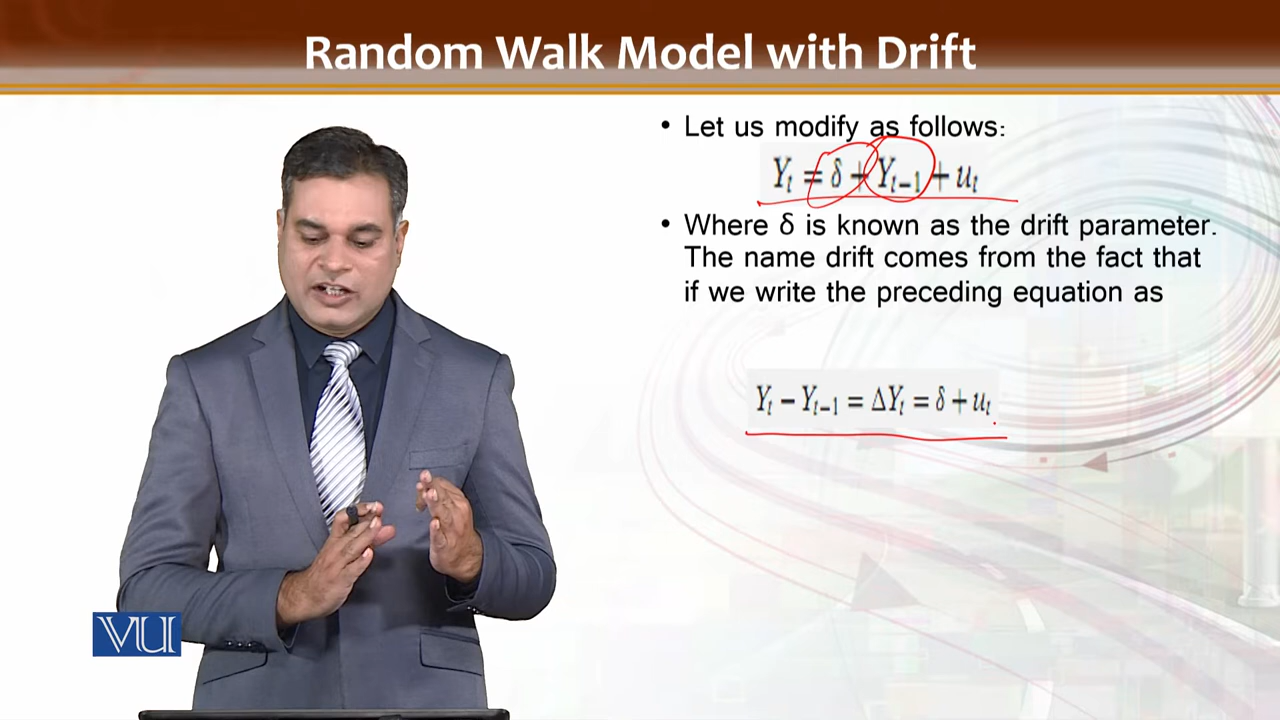 Random Walk Model with Drift
• Let us modify as follows:
Yₜ = δ + Yₜ₋₁ + uₜ
• Where δ is known as the drift parameter.
The name drift comes from the fact that
if we write the preceding equation as
Yₜ − Yₜ₋₁ = ΔYₜ = δ + uₜ
VU